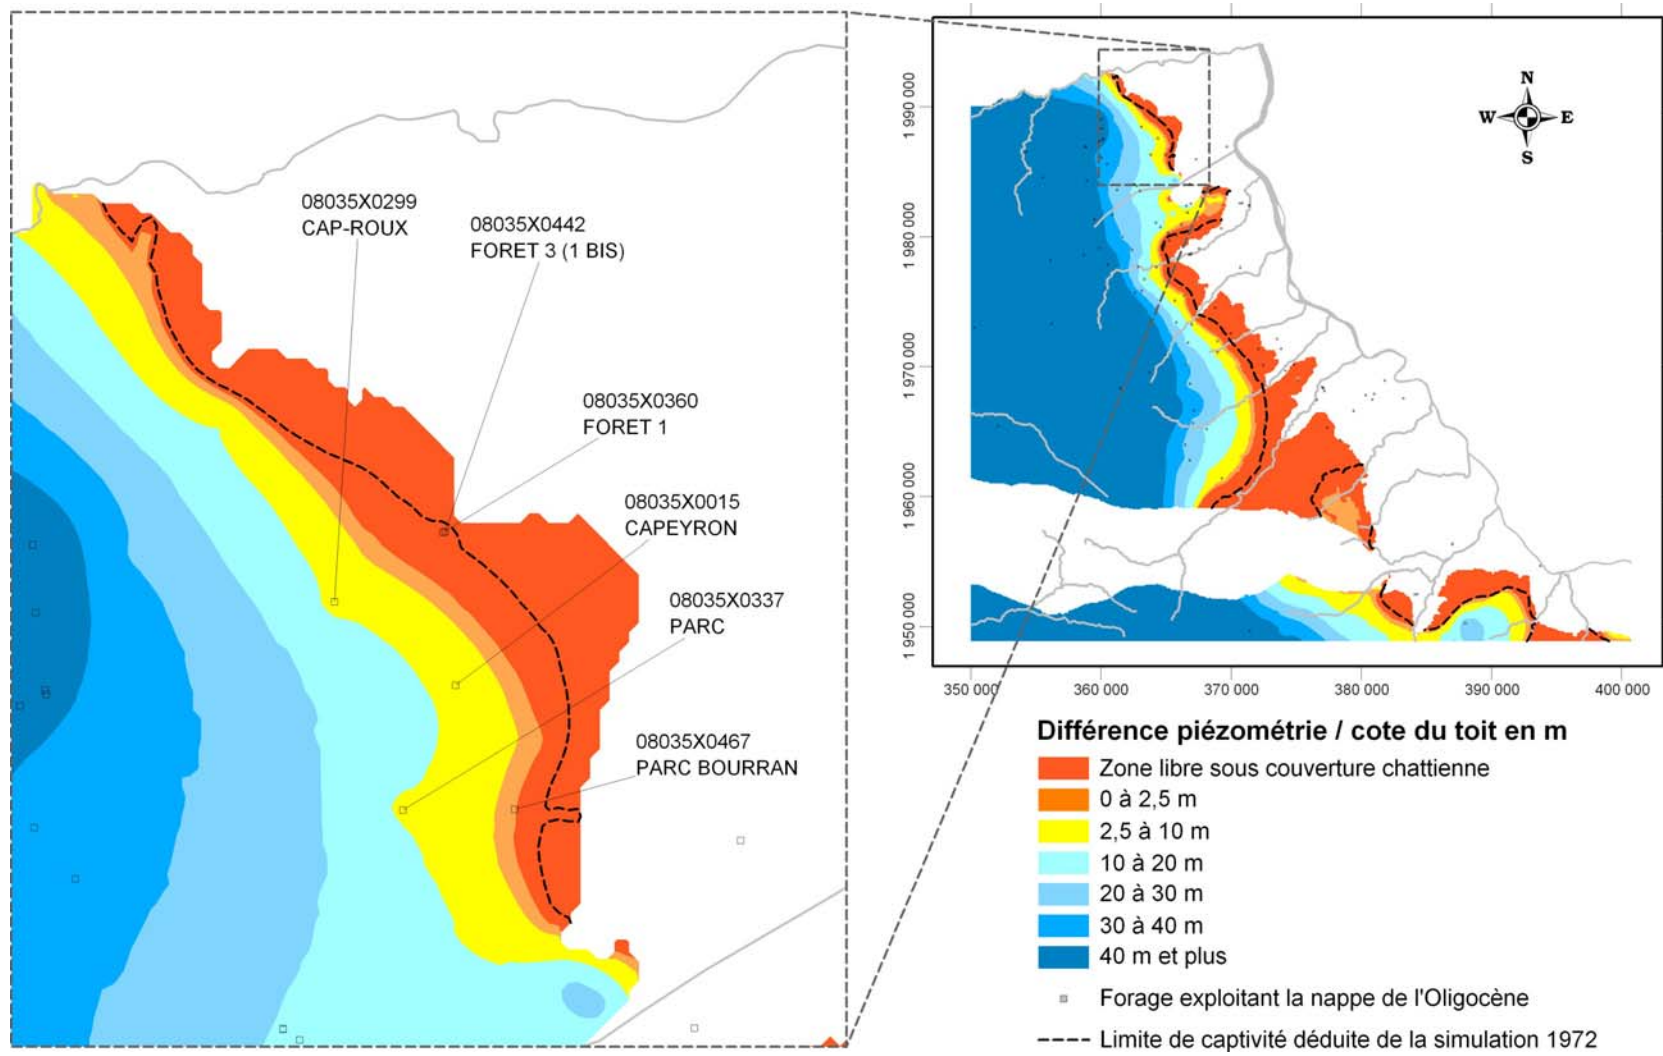 08035X0299
CAP-ROUX
08035X0442
FORET 3 (1 BIS)
08035X0360
FORET 1
08035X0015
CAPEYRON
08035X0337
PARC
08035X0467
PARC BOURRAN
N
W E
S
1 990 000
1 980 000
1 970 000
1 960 000
1 950 000
350 000 360 000 370 000 380 000 390 000 400 000
Différence piézométrie / cote du toit en m
Zone libre sous couverture chattienne
0 à 2,5 m
2,5 à 10 m
10 à 20 m
20 à 30 m
30 à 40 m
40 m et plus
Forage exploitant la nappe de l'Oligocène
Limite de captivité déduite de la simulation 1972